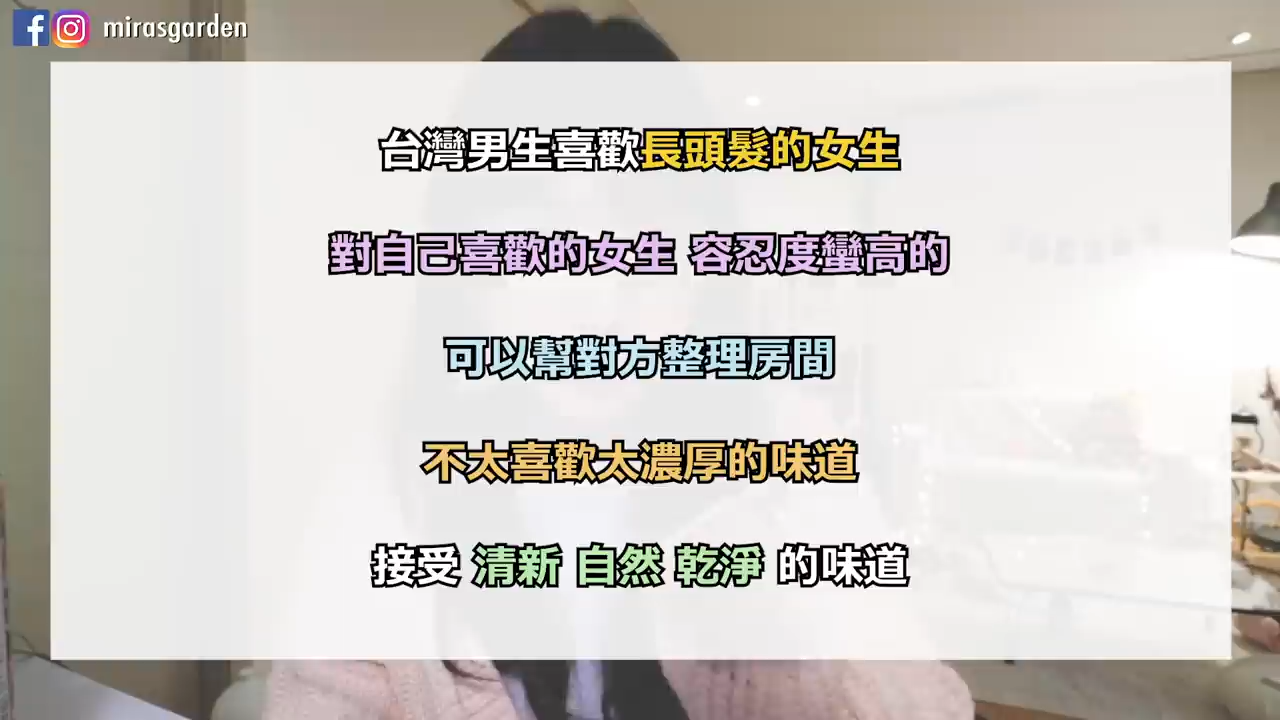 mirasgarden
台灣男生喜歡長頭髮的女生
對自己喜歡的女生 容忍度蠻高的
可以幫對方整理房間
不太喜歡太濃厚的味道
接受 清新 自然 乾淨 的味道